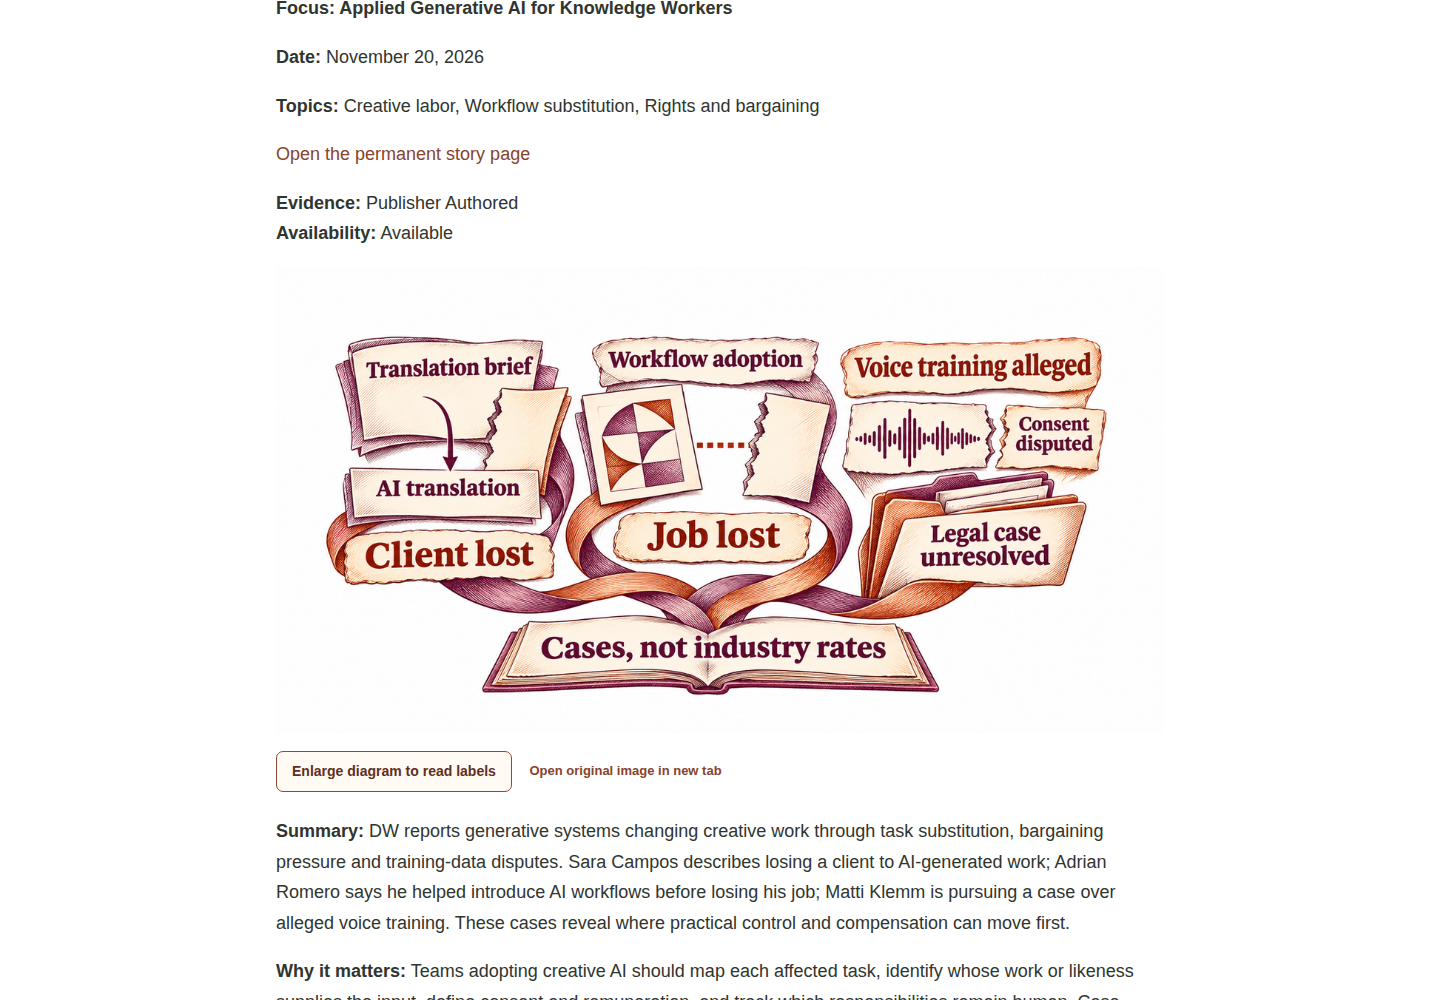 Focus: Applied Generative AI for Knowledge Workers
Date: November 20, 2026
Topics: Creative labor, Workflow substitution, Rights and bargaining
Open the permanent story page
Evidence: Publisher Authored
Availability: Available
Translation brief
AI translation
Client lost
Workflow adoption
Job lost
Voice training alleged
Consent
disputed
Legal case
unresolved
Cases, not industry rates
Enlarge diagram to read labels
Open original image in new tab
Summary: DW reports generative systems changing creative work through task substitution, bargaining
pressure and training-data disputes. Sara Campos describes losing a client to AI-generated work; Adrian
Romero says he helped introduce AI workflows before losing his job; Matti Klemm is pursuing a case over
alleged voice training. These cases reveal where practical control and compensation can move first.
Why it matters: Teams adopting creative AI should map each affected task, identify whose work or likeness